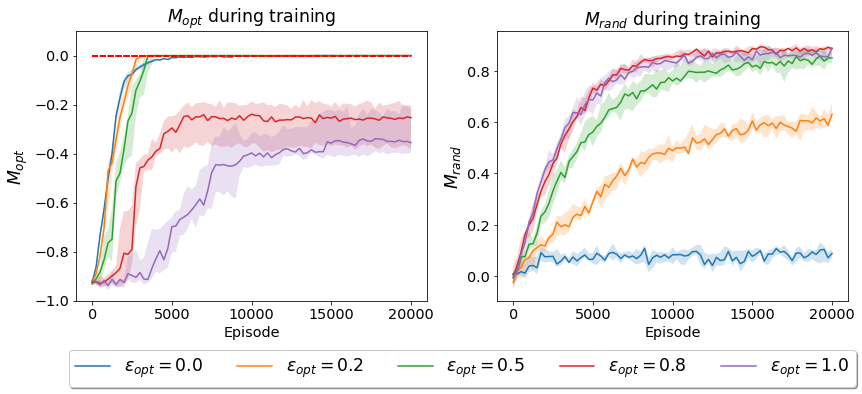 M_opt during training
M_rand during training
M_opt
0.0
−0.2
−0.4
−0.6
−0.8
−1.0
0 5000 10000 15000 20000
Episode
M_rand
0.8
0.6
0.4
0.2
0.0
0 5000 10000 15000 20000
Episode
ε_opt = 0.0 ε_opt = 0.2 ε_opt = 0.5 ε_opt = 0.8 ε_opt = 1.0